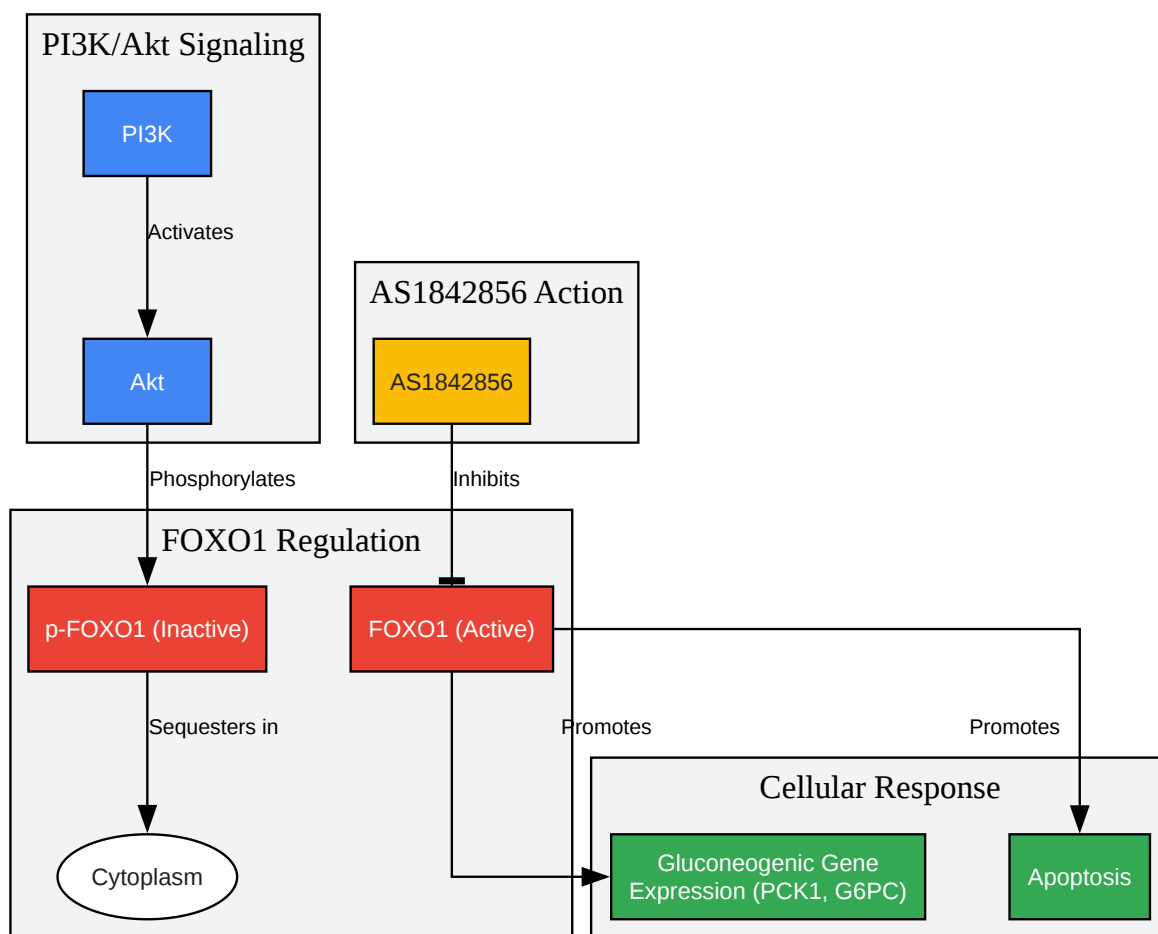 PI3K/Akt Signaling
PI3K
Activates
Akt
Phosphorylates
AS1842856 Action
AS1842856
Inhibits
FOXO1 Regulation
p-FOXO1 (Inactive)
FOXO1 (Active)
Sequesters in
Promotes
Promotes
Cytoplasm
Cellular Response
Gluconeogenic Gene
Expression (PCK1, G6PC)
Apoptosis